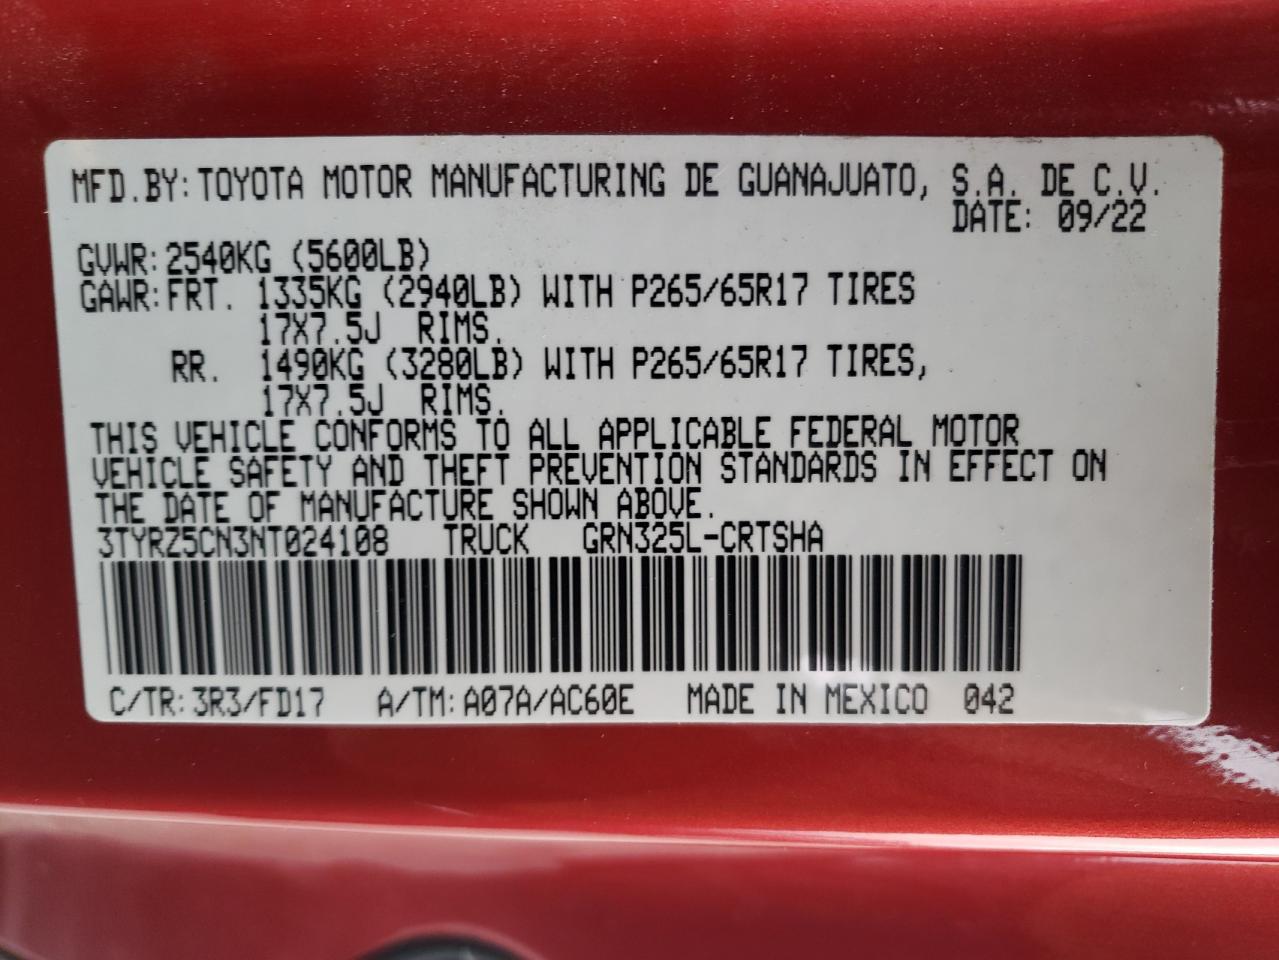 MFD.BY:TOYOTA MOTOR MANUFACTURING DE GUANAJUATO, S.A. DE C.V.
DATE: 09/22
GVWR:2540KG (5600LB)
GAWR:FRT. 1335KG (2940LB) WITH P265/65R17 TIRES
17X7.5J RIMS.
RR. 1490KG (3280LB) WITH P265/65R17 TIRES,
17X7.5J RIMS.
THIS VEHICLE CONFORMS TO ALL APPLICABLE FEDERAL MOTOR
VEHICLE SAFETY AND THEFT PREVENTION STANDARDS IN EFFECT ON
THE DATE OF MANUFACTURE SHOWN ABOVE.
3TYRZ5CN3NT024108 TRUCK GRN325L-CRTSHA
C/TR:3R3/FD17 A/TM:A07A/AC60E MADE IN MEXICO 042